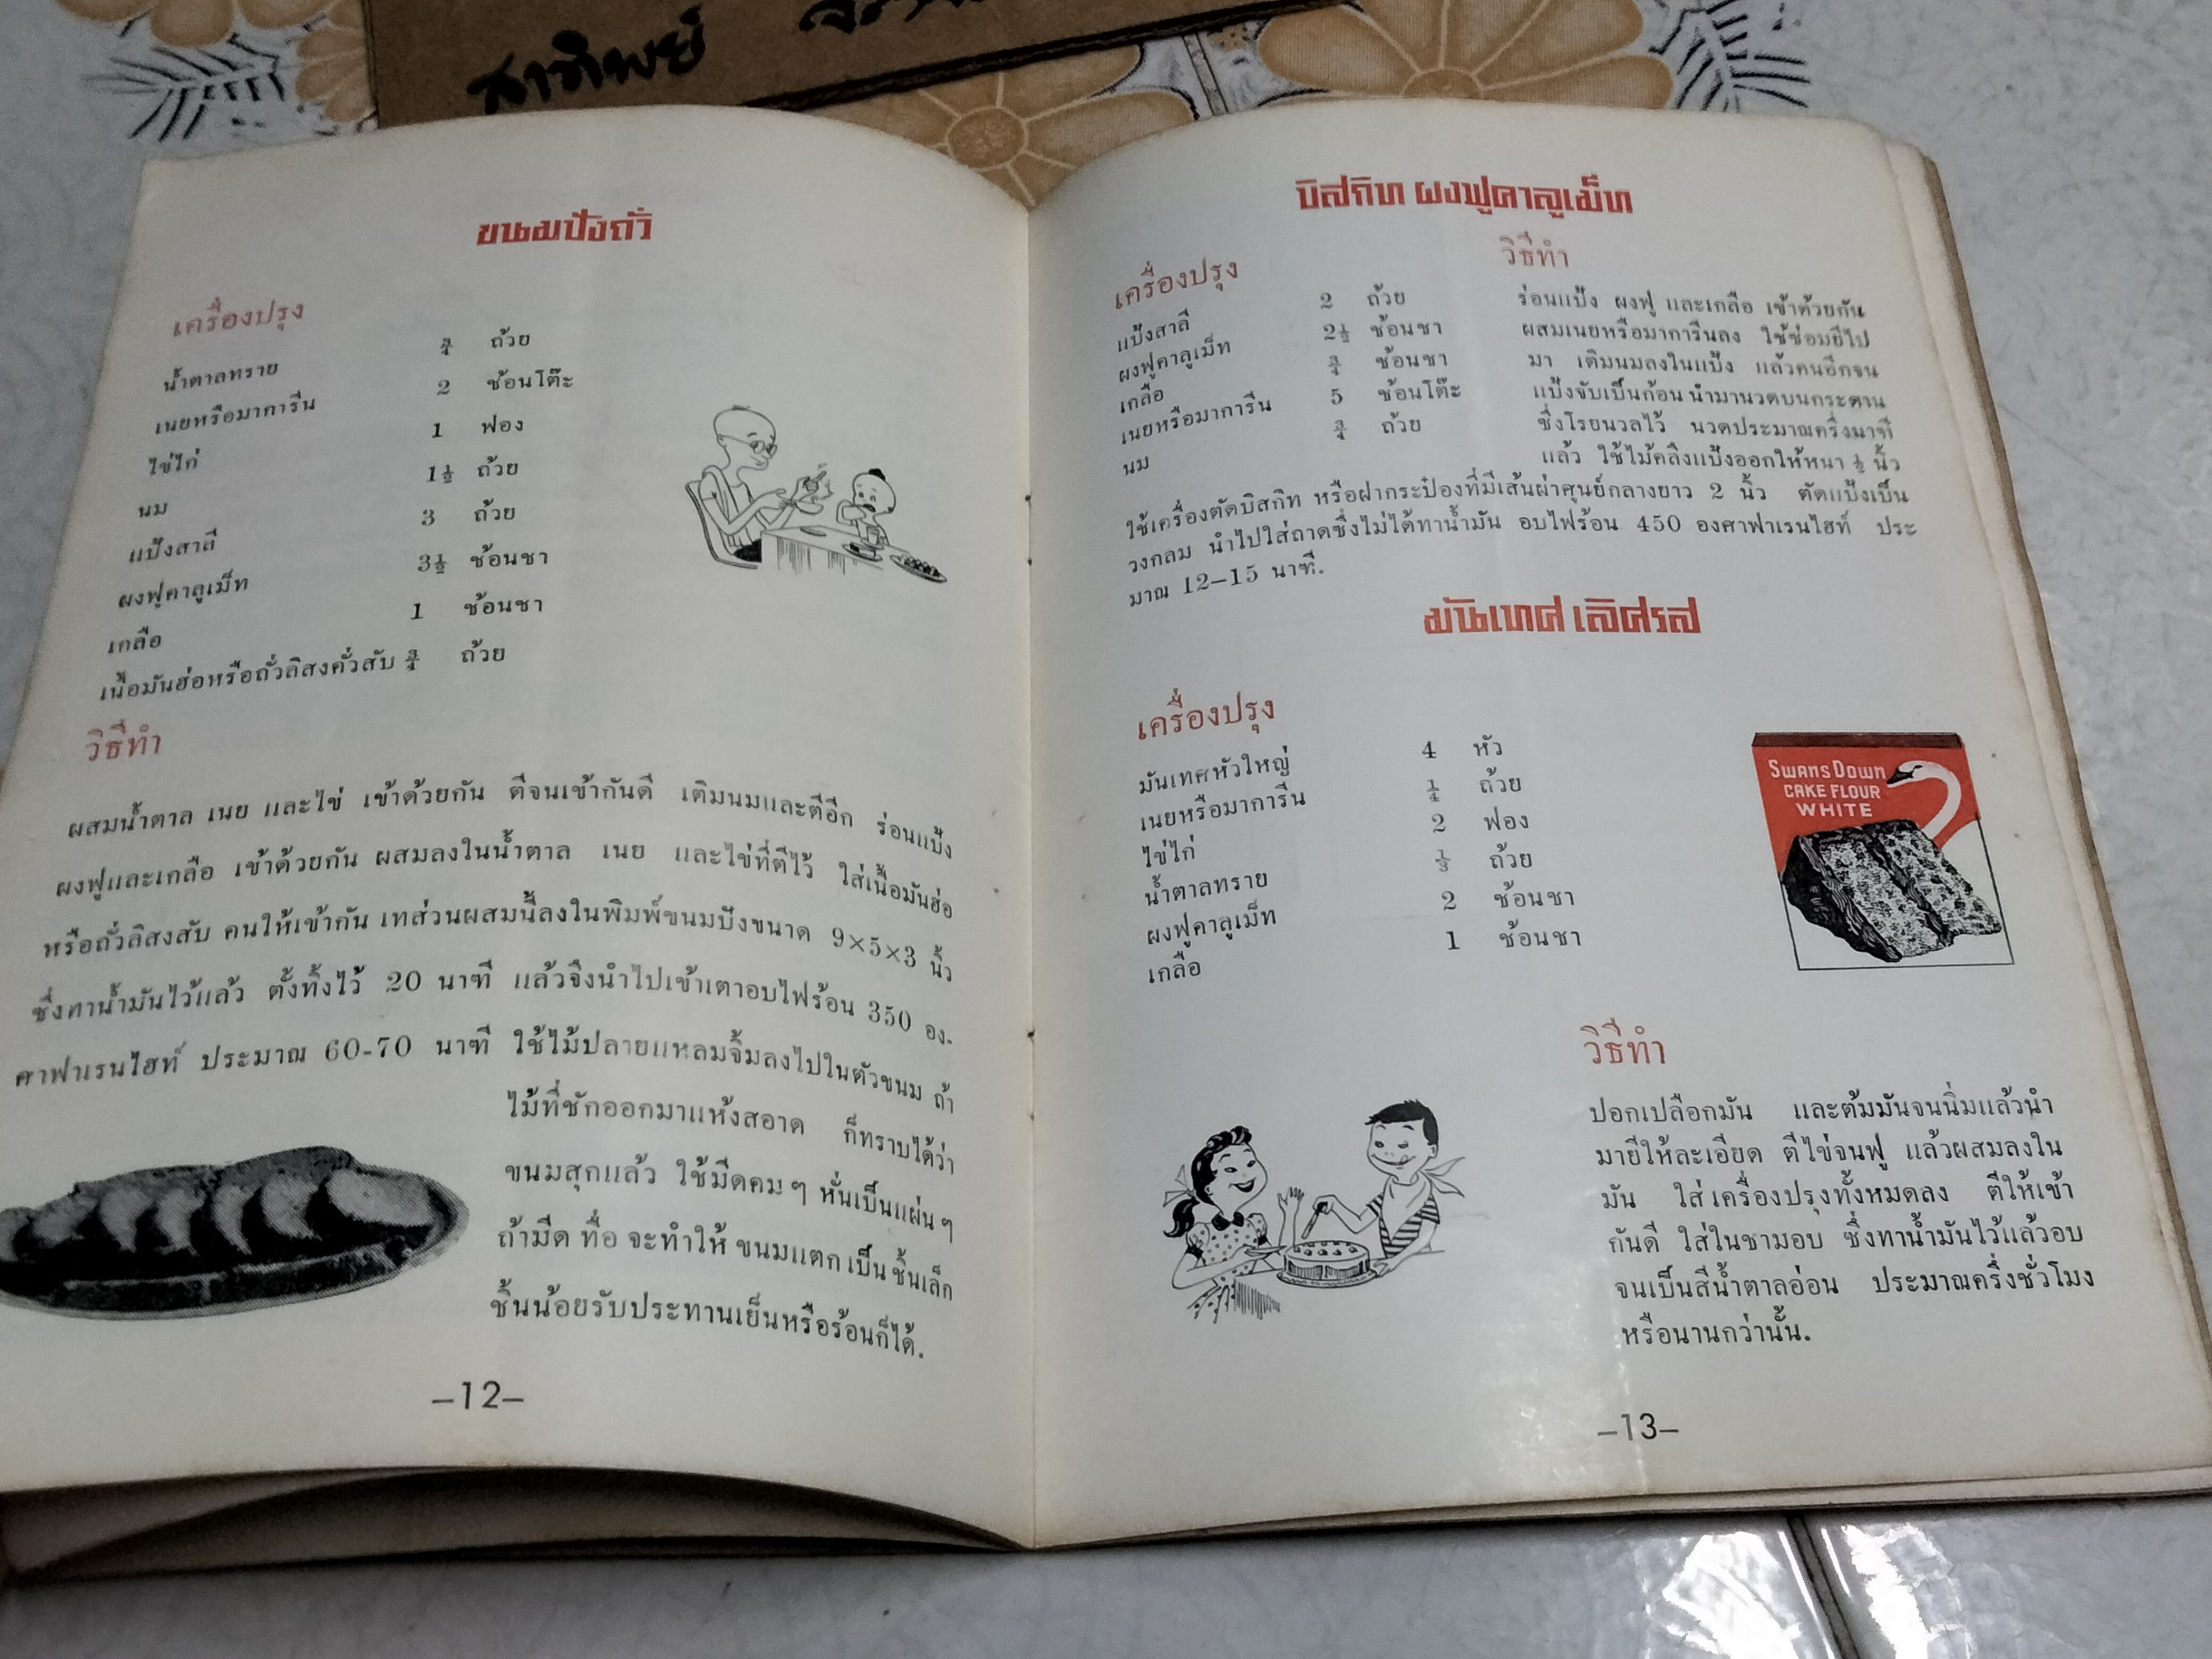 สาทิพย์
ขนมปังถั่ว
เครื่องปรุง
น้ำตาลทราย ¾ ถ้วย
เนยหรือมาการีน 2 ช้อนโต๊ะ
ไข่ไก่ 1 ฟอง
นม 1½ ถ้วย
แป้งสาลี 3 ถ้วย
ผงฟูคาลูเม็ท 3½ ช้อนชา
เกลือ 1 ช้อนชา
เนื้อมันฮ่อหรือถั่วลิสงคั่วสับ ¾ ถ้วย
วิธีทำ
ผสมน้ำตาล เนย และไข่ เข้าด้วยกัน ตีจนเข้ากันดี เติมนมและตีอีก ร่อนแป้ง
ผงฟูและเกลือ เข้าด้วยกัน ผสมลงในน้ำตาล เนย และไข่ที่ตีไว้ ใส่เนื้อมันฮ่อ
หรือถั่วลิสงสับ คนให้เข้ากัน เทส่วนผสมนี้ลงในพิมพ์ขนมปังขนาด 9×5×3 นิ้ว
ซึ่งทาน้ำมันไว้แล้ว ตั้งทิ้งไว้ 20 นาที แล้วจึงนำไปเข้าเตาอบไฟร้อน 350 อง-
ศาฟาเรนไฮท์ ประมาณ 60-70 นาที ใช้ไม้ปลายแหลมจิ้มลงไปในตัวขนม ถ้า
ไม้ที่ชักออกมาแห้งสอาด ก็ทราบได้ว่า
ขนมสุกแล้ว ใช้มีดคมๆ หั่นเป็นแผ่นๆ
ถ้ามีด ทื่อ จะทำให้ ขนมแตก เป็น ชิ้นเล็ก
ชิ้นน้อยรับประทานเย็นหรือร้อนก็ได้.
–12–
บิสกิท ผงฟูคาลูเม็ท
เครื่องปรุง
แป้งสาลี 2 ถ้วย
ผงฟูคาลูเม็ท 2½ ช้อนชา
เกลือ ¾ ช้อนชา
เนยหรือมาการีน 5 ช้อนโต๊ะ
นม ¾ ถ้วย
วิธีทำ
ร่อนแป้ง ผงฟู และเกลือ เข้าด้วยกัน
ผสมเนยหรือมาการีนลง ใช้ซ่อมยีไป
มา เติมนมลงในแป้ง แล้วคนอีกจน
แป้งจับเป็นก้อน นำมานวดบนกระดาน
ซึ่งโรยนวลไว้ นวดประมาณครึ่งนาที
แล้ว ใช้ไม้คลึงแป้งออกให้หนา ½ นิ้ว
ใช้เครื่องตัดบิสกิท หรือฝากระป๋องที่มีเส้นผ่าศูนย์กลางยาว 2 นิ้ว ตัดแป้งเป็น
วงกลม นำไปใส่ถาดซึ่งไม่ได้ทาน้ำมัน อบไฟร้อน 450 องศาฟาเรนไฮท์ ประ
มาณ 12–15 นาที.
มันเทศ เลิศรส
เครื่องปรุง
มันเทศหัวใหญ่ 4 หัว
เนยหรือมาการีน ¼ ถ้วย
ไข่ไก่ 2 ฟอง
น้ำตาลทราย ⅓ ถ้วย
ผงฟูคาลูเม็ท 2 ช้อนชา
เกลือ 1 ช้อนชา
SWANS DOWN
CAKE FLOUR
WHITE
วิธีทำ
ปอกเปลือกมัน และต้มมันจนนิ่มแล้วนำ
มายีให้ละเอียด ตีไข่จนฟู แล้วผสมลงใน
มัน ใส่ เครื่องปรุงทั้งหมดลง ตีให้เข้า
กันดี ใส่ในชามอบ ซึ่งทาน้ำมันไว้แล้วอบ
จนเป็นสีน้ำตาลอ่อน ประมาณครึ่งชั่วโมง
หรือนานกว่านั้น.
–13–